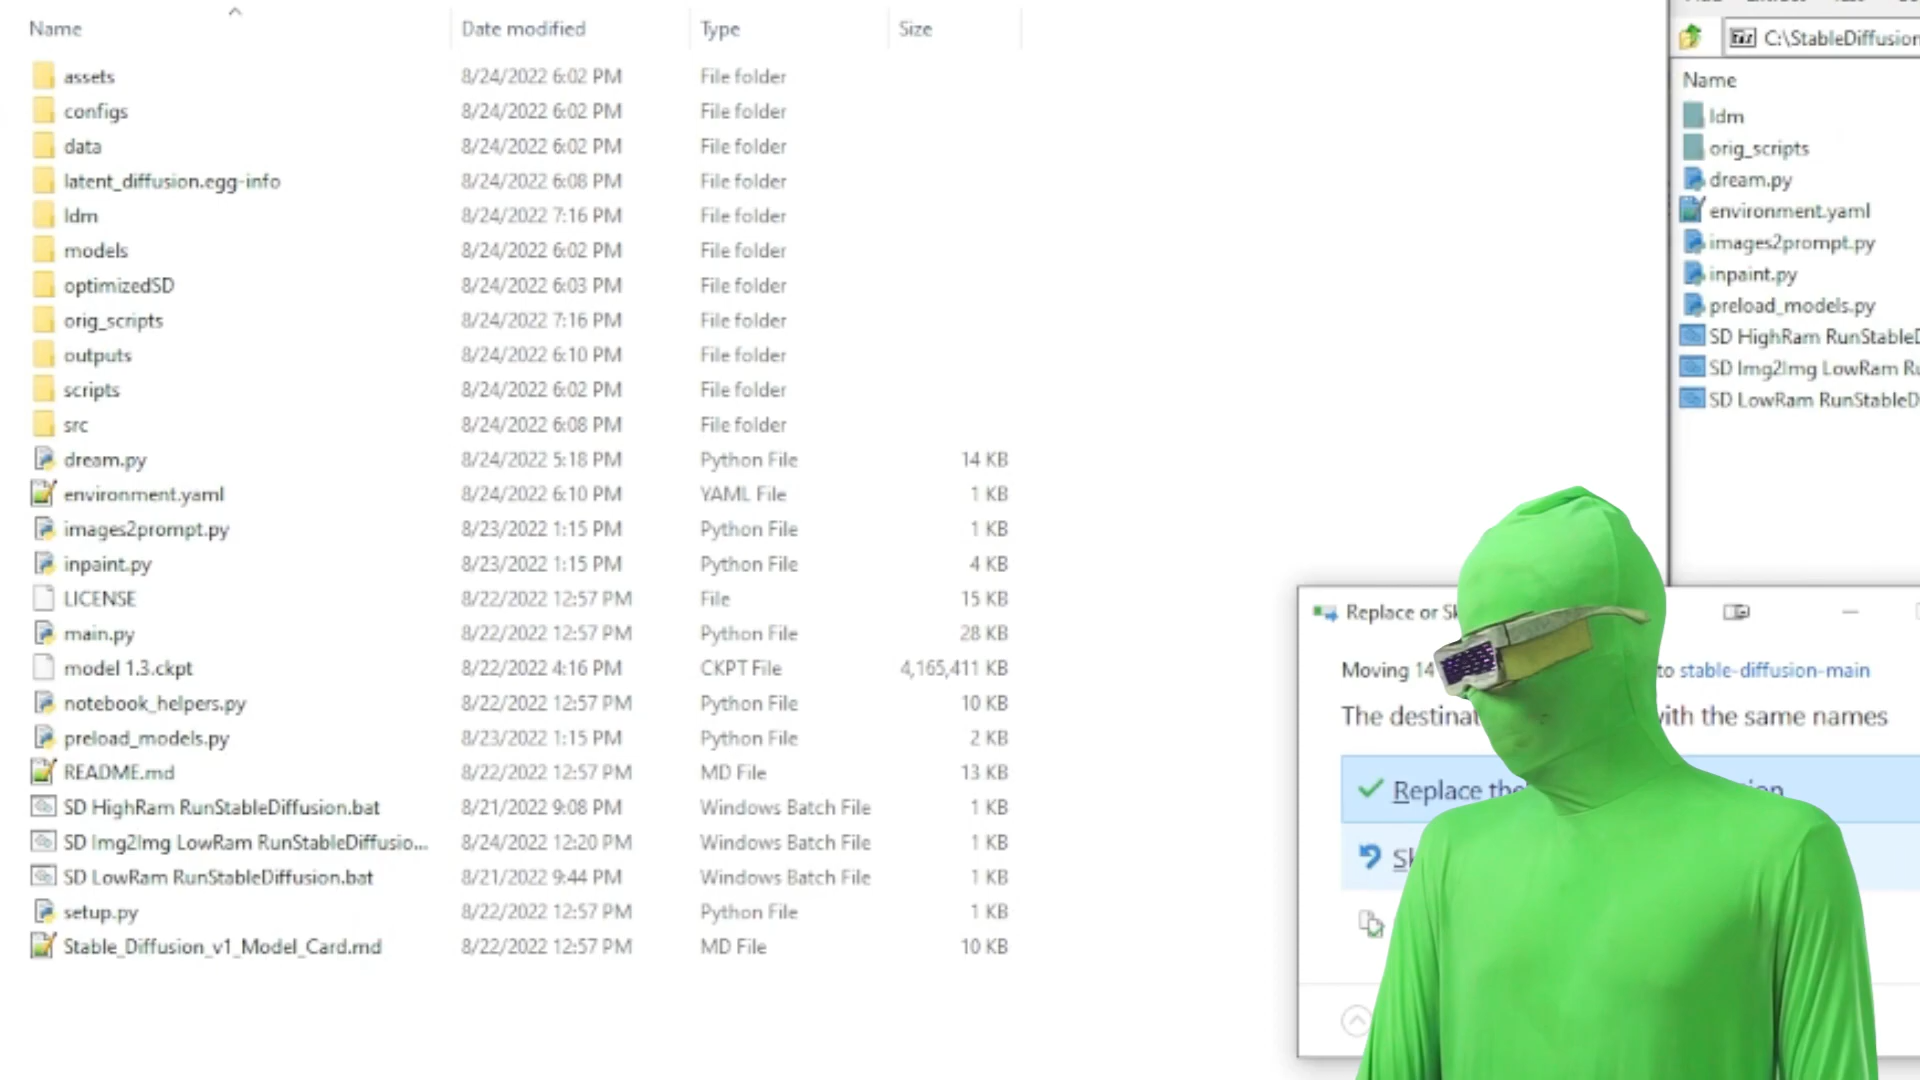 Name Date modified Type Size
assets 8/24/2022 6:02 PM File folder
configs 8/24/2022 6:02 PM File folder
data 8/24/2022 6:02 PM File folder
latent_diffusion.egg-info 8/24/2022 6:08 PM File folder
ldm 8/24/2022 7:16 PM File folder
models 8/24/2022 6:02 PM File folder
optimizedSD 8/24/2022 6:03 PM File folder
orig_scripts 8/24/2022 7:16 PM File folder
outputs 8/24/2022 6:10 PM File folder
scripts 8/24/2022 6:02 PM File folder
src 8/24/2022 6:08 PM File folder
dream.py 8/24/2022 5:18 PM Python File 14 KB
environment.yaml 8/24/2022 6:10 PM YAML File 1 KB
images2prompt.py 8/23/2022 1:15 PM Python File 1 KB
inpaint.py 8/23/2022 1:15 PM Python File 4 KB
LICENSE 8/22/2022 12:57 PM File 15 KB
main.py 8/22/2022 12:57 PM Python File 28 KB
model 1.3.ckpt 8/22/2022 4:16 PM CKPT File 4,165,411 KB
notebook_helpers.py 8/22/2022 12:57 PM Python File 10 KB
preload_models.py 8/23/2022 1:15 PM Python File 2 KB
README.md 8/22/2022 12:57 PM MD File 13 KB
SD HighRam RunStableDiffusion.bat 8/21/2022 9:08 PM Windows Batch File 1 KB
SD Img2Img LowRam RunStableDiffusio... 8/24/2022 12:20 PM Windows Batch File 1 KB
SD LowRam RunStableDiffusion.bat 8/21/2022 9:44 PM Windows Batch File 1 KB
setup.py 8/22/2022 12:57 PM Python File 1 KB
Stable_Diffusion_v1_Model_Card.md 8/22/2022 12:57 PM MD File 10 KB
C:\StableDiffusion
Name
ldm
orig_scripts
dream.py
environment.yaml
images2prompt.py
inpaint.py
preload_models.py
SD HighRam RunStableD
SD Img2Img LowRam Ru
SD LowRam RunStableD
Replace or Sk
Moving 14 to stable-diffusion-main
The destinat with the same names
Replace the